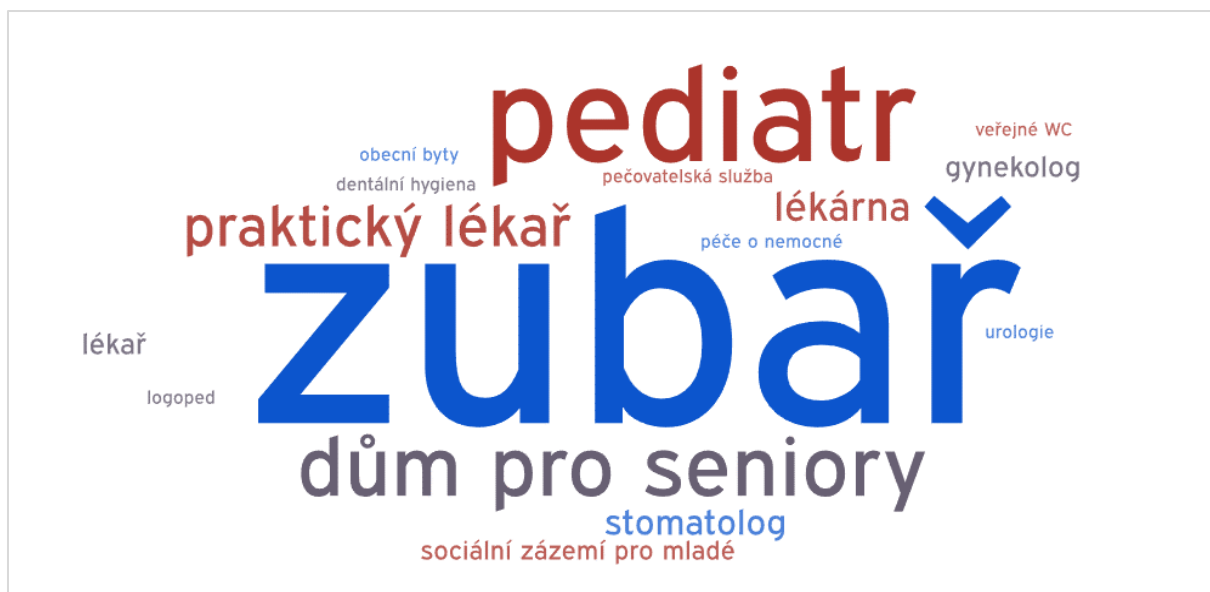 pediatr
veřejné WC
obecní byty
gynekolog
pečovatelská služba
dentální hygiena
lékárna
praktický lékař
péče o nemocné
zubař
urologie
lékař
logoped
dům pro seniory
stomatolog
sociální zázemí pro mladé